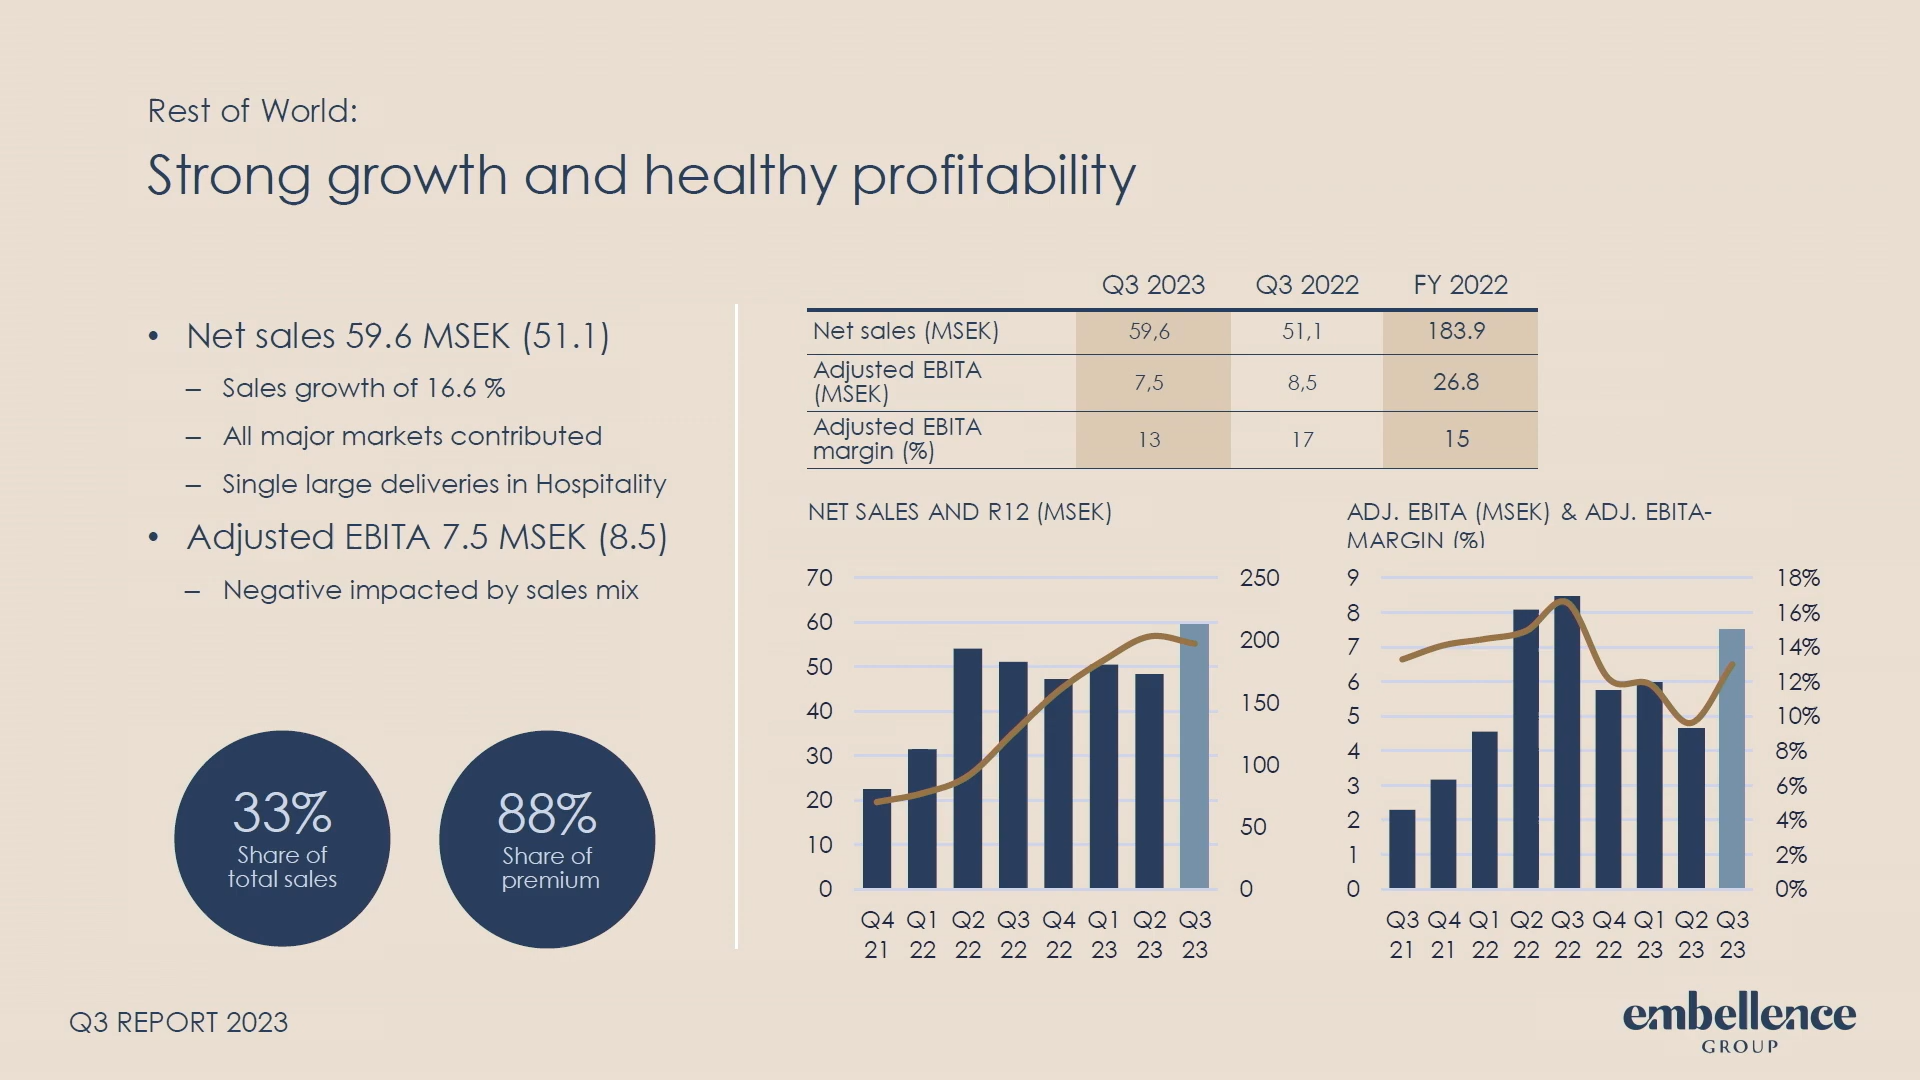 Rest of World:
Strong growth and healthy profitability
• Net sales 59.6 MSEK (51.1)
– Sales growth of 16.6 %
– All major markets contributed
– Single large deliveries in Hospitality
• Adjusted EBITA 7.5 MSEK (8.5)
– Negative impacted by sales mix
33%
Share of
total sales
88%
Share of
premium
Q3 2023 Q3 2022 FY 2022
Net sales (MSEK) 59,6 51,1 183.9
Adjusted EBITA
(MSEK) 7,5 8,5 26.8
Adjusted EBITA
margin (%) 13 17 15
NET SALES AND R12 (MSEK)
70 250
60 200
50
40 150
30 100
20
10 50
0 0
Q4 Q1 Q2 Q3 Q4 Q1 Q2 Q3
21 22 22 22 22 23 23 23
ADJ. EBITA (MSEK) & ADJ. EBITA-
MARGIN (%)
9 18%
8 16%
7 14%
6 12%
5 10%
4 8%
3 6%
2 4%
1 2%
0 0%
Q3 Q4 Q1 Q2 Q3 Q4 Q1 Q2 Q3
21 21 22 22 22 22 23 23 23
Q3 REPORT 2023
embellence
GROUP